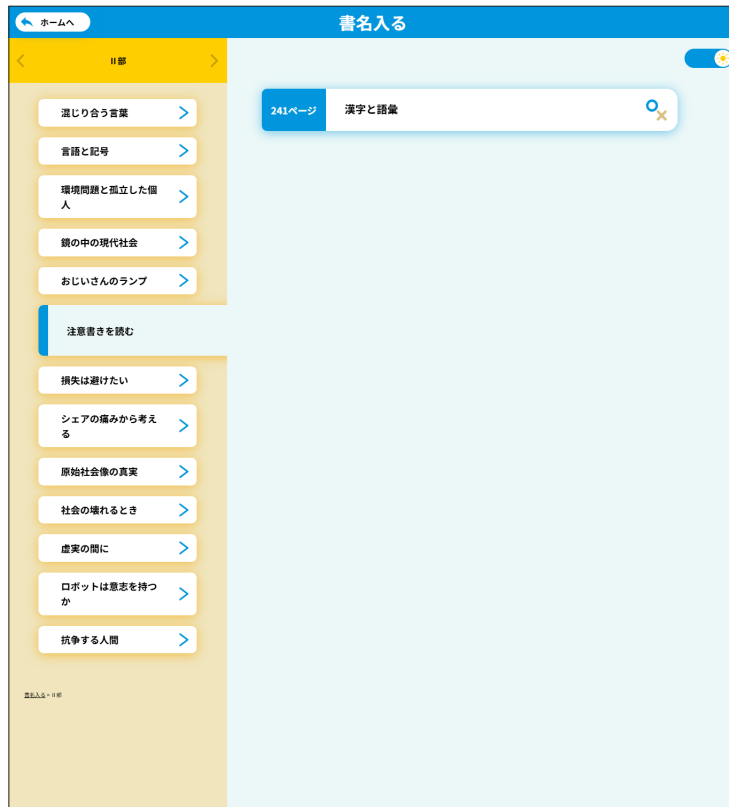 ホームへ
書名入る
II部
混じり合う言葉
言語と記号
環境問題と孤立した個
人
鏡の中の現代社会
おじいさんのランプ
注意書きを読む
損失は避けたい
シェアの痛みから考え
る
原始社会像の真実
社会の壊れるとき
虚実の間に
ロボットは意志を持つ
か
抗争する人間
書名入る > II部
241ページ
漢字と語彙